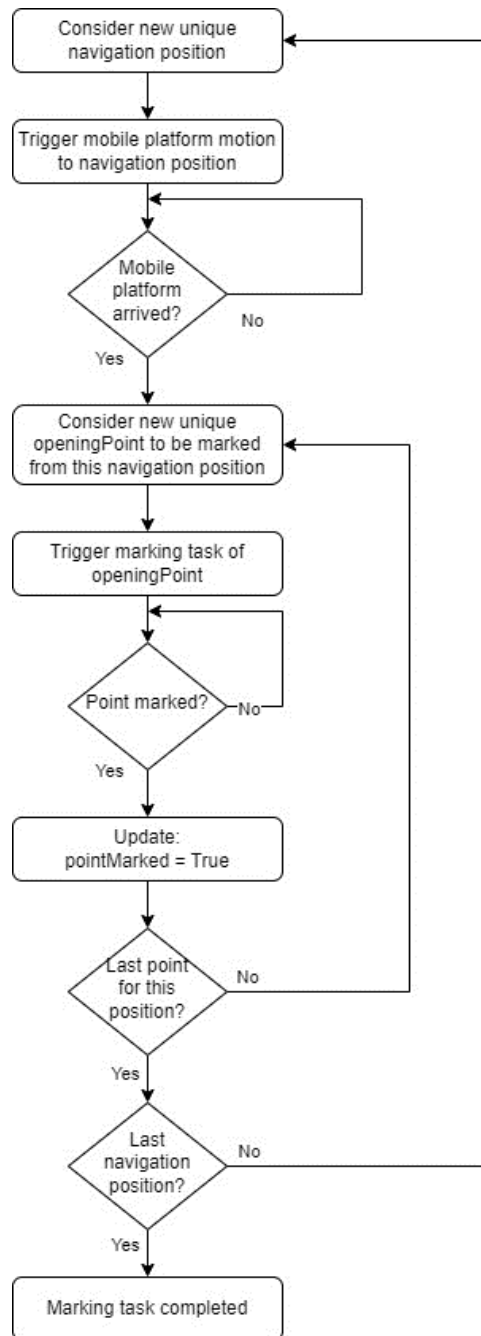 Consider new unique
navigation position
Trigger mobile platform motion
to navigation position
Mobile
platform
arrived?
No
Yes
Consider new unique
openingPoint to be marked
from this navigation position
Trigger marking task of
openingPoint
Point marked?
No
Yes
Update:
pointMarked = True
Last point
for this
position?
No
Yes
Last
navigation
position?
No
Yes
Marking task completed